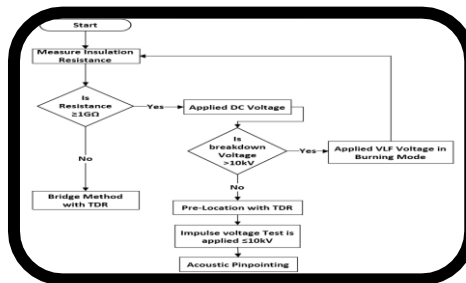 Start
Measure Insulation
Resistance
Is
Resistance
≥1GΩ
Yes
Applied DC Voltage
Is
breakdown
Voltage
>10kV
Yes
Applied VLF Voltage in
Burning Mode
No
Bridge Method
with TDR
No
Pre-Location with TDR
Impulse voltage Test is
applied ≤10kV
Acoustic Pinpointing